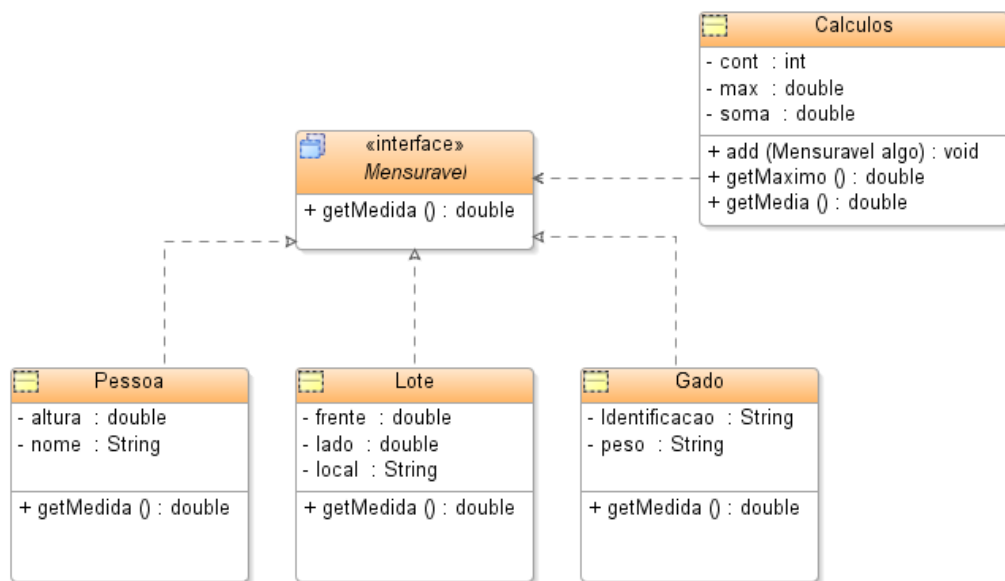 Calculos
- cont : int
- max : double
- soma : double
+ add (Mensuravel algo) : void
+ getMaximo () : double
+ getMedia () : double
«interface»
Mensurável
+ getMedida () : double
Pessoa
- altura : double
- nome : String
+ getMedida () : double
Lote
- frente : double
- lado : double
- local : String
+ getMedida () : double
Gado
- Identificacao : String
- peso : String
+ getMedida () : double